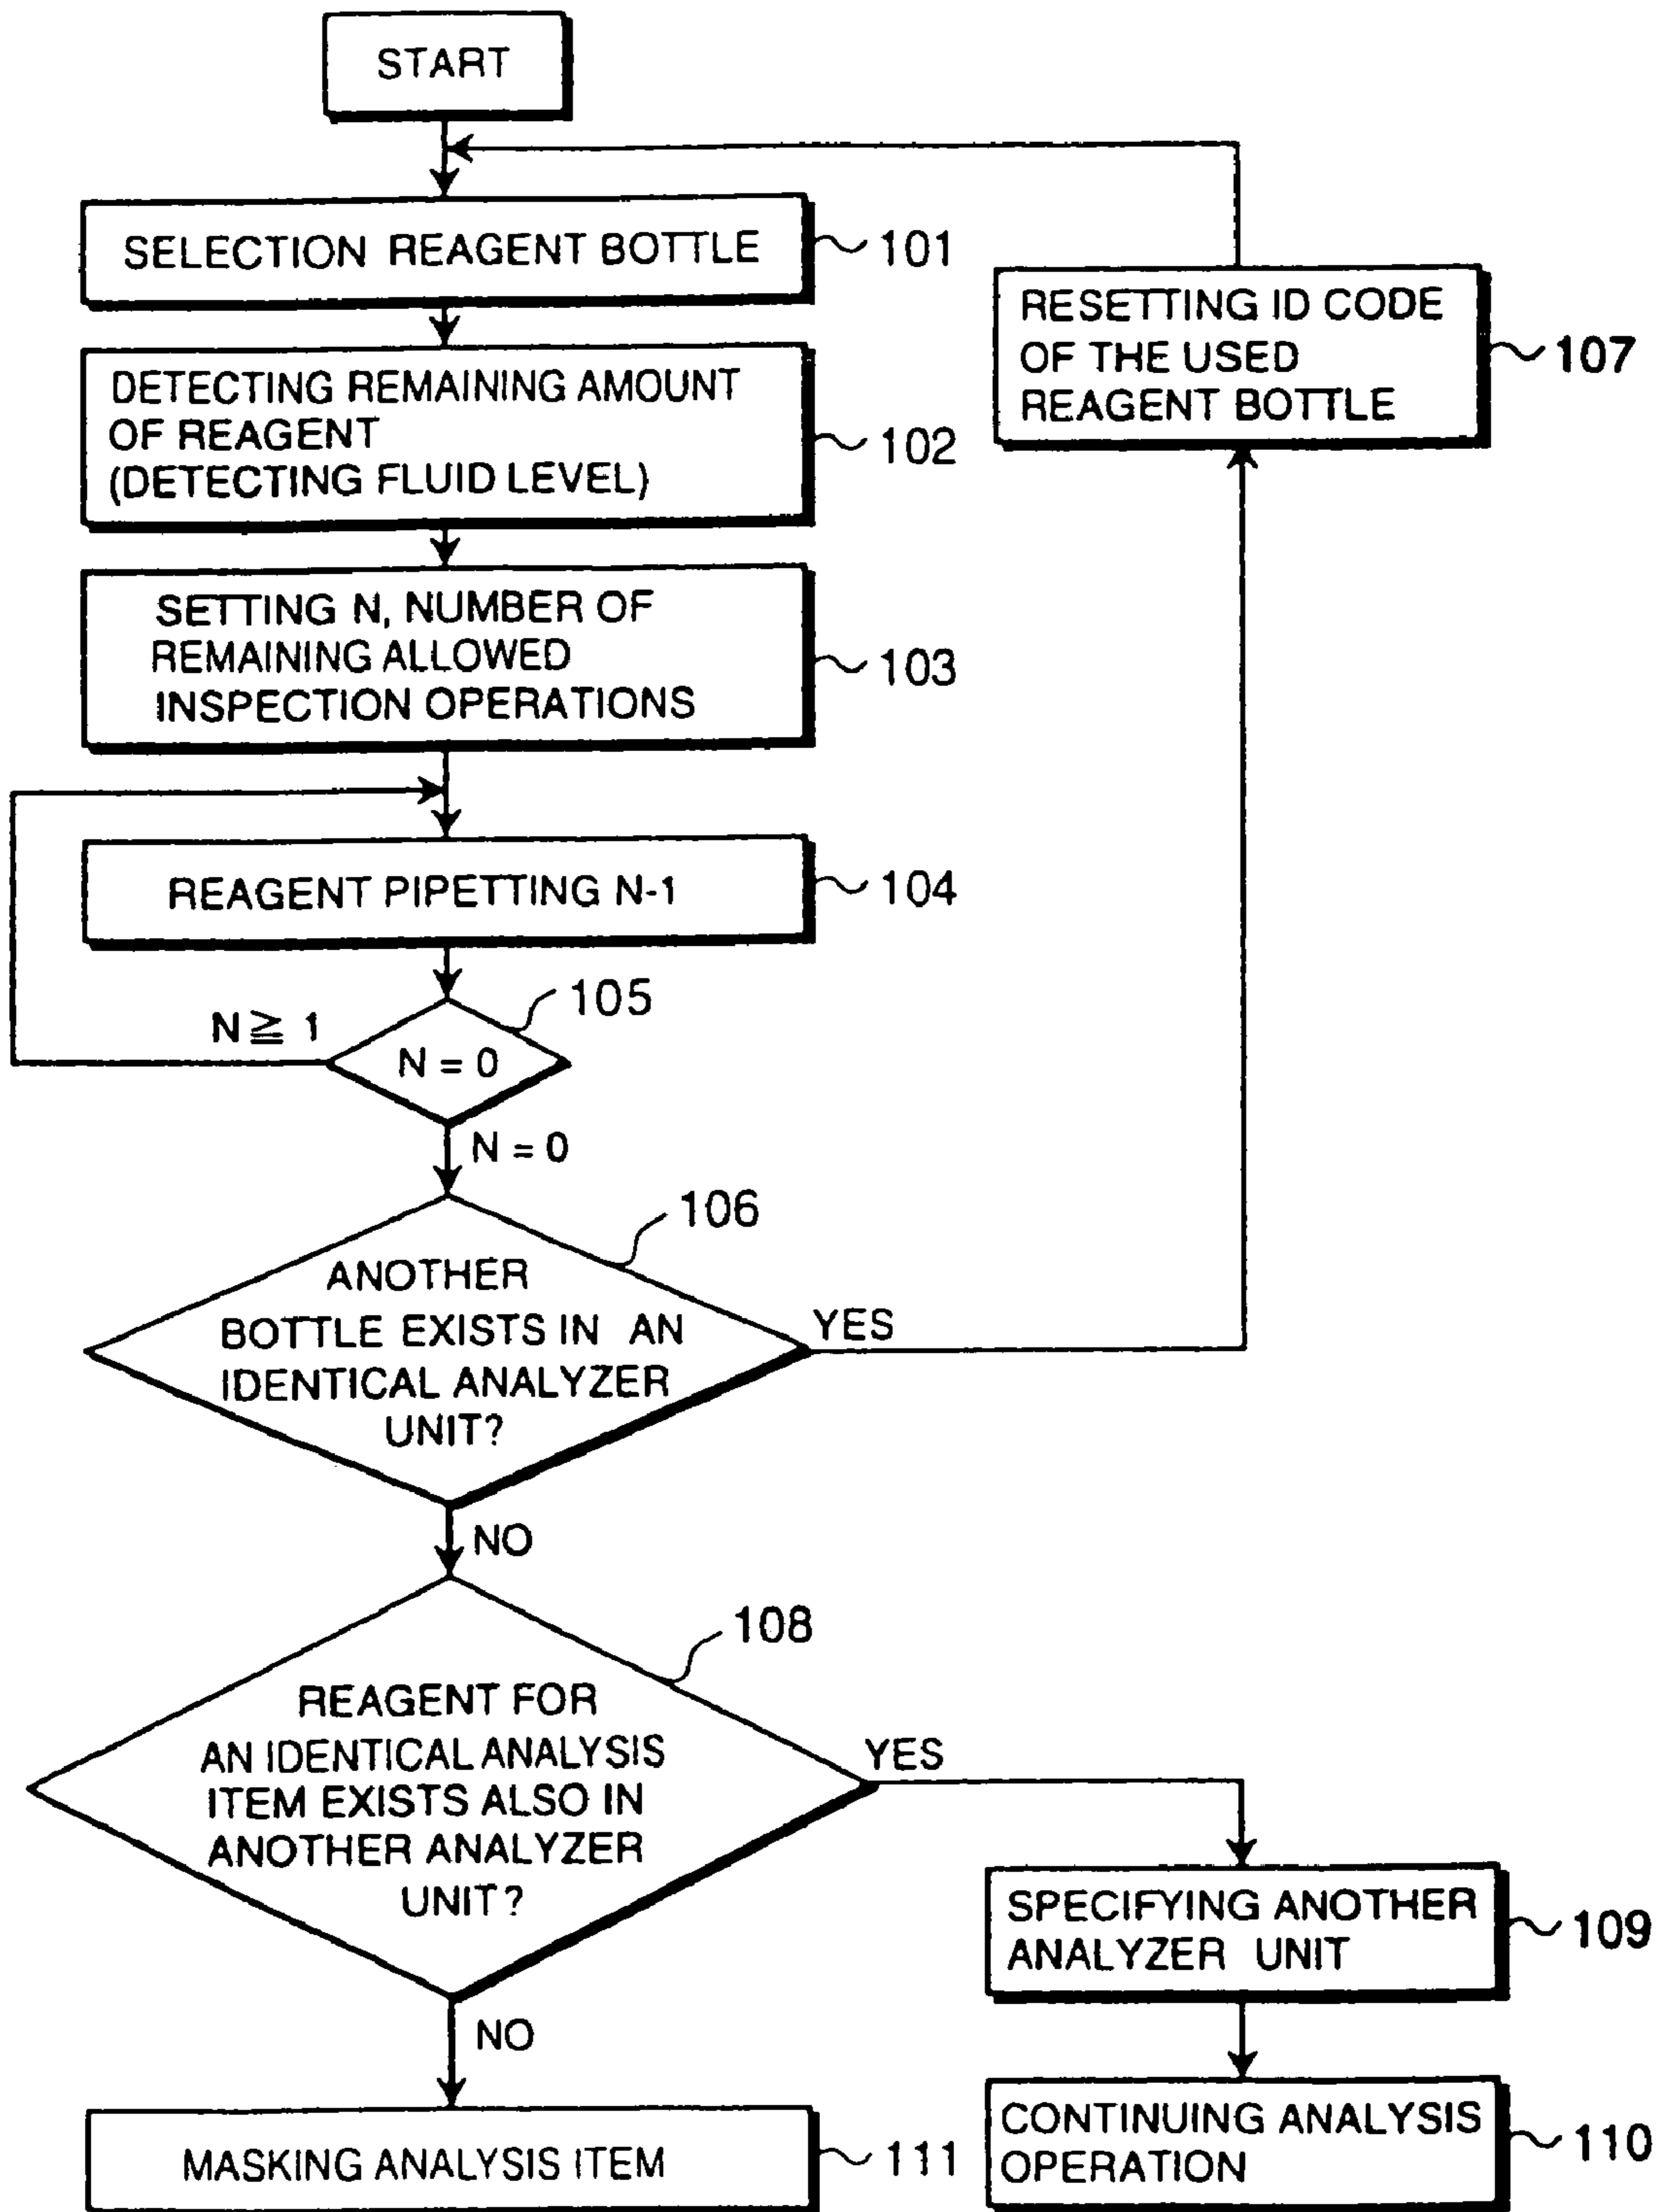 START
SELECTION REAGENT BOTTLE
101
DETECTING REMAINING AMOUNT
OF REAGENT
(DETECTING FLUID LEVEL)
102
SETTING N, NUMBER OF
REMAINING ALLOWED
INSPECTION OPERATIONS
103
REAGENT PIPETTING N-1
104
105
N ≧ 1
N = 0
N = 0
106
ANOTHER
BOTTLE EXISTS IN AN
IDENTICAL ANALYZER
UNIT?
YES
RESETTING ID CODE
OF THE USED
REAGENT BOTTLE
107
NO
108
REAGENT FOR
AN IDENTICAL ANALYSIS
ITEM EXISTS ALSO IN
ANOTHER ANALYZER
UNIT?
YES
SPECIFYING ANOTHER
ANALYZER UNIT
109
CONTINUING ANALYSIS
OPERATION
110
NO
MASKING ANALYSIS ITEM
111